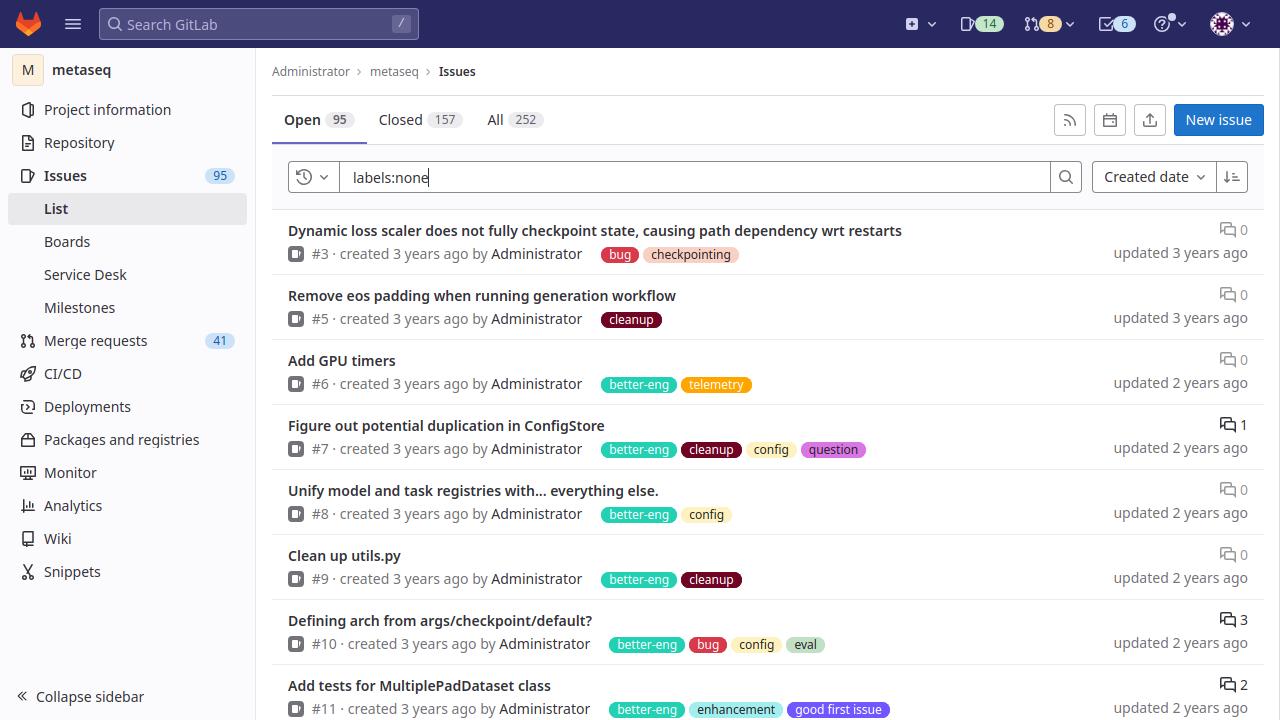 Search GitLab /
14
8
6
M metaseq
Project information
Repository
Issues 95
List
Boards
Service Desk
Milestones
Merge requests 41
CI/CD
Deployments
Packages and registries
Monitor
Analytics
Wiki
Snippets
Collapse sidebar
Administrator › metaseq › Issues
Open 95 Closed 157 All 252
New issue
labels:none
Created date
Dynamic loss scaler does not fully checkpoint state, causing path dependency wrt restarts 0
#3 · created 3 years ago by Administrator bug checkpointing updated 3 years ago
Remove eos padding when running generation workflow 0
#5 · created 3 years ago by Administrator cleanup updated 3 years ago
Add GPU timers 0
#6 · created 3 years ago by Administrator better-eng telemetry updated 2 years ago
Figure out potential duplication in ConfigStore 1
#7 · created 3 years ago by Administrator better-eng cleanup config question updated 2 years ago
Unify model and task registries with... everything else. 0
#8 · created 3 years ago by Administrator better-eng config updated 2 years ago
Clean up utils.py 0
#9 · created 3 years ago by Administrator better-eng cleanup updated 2 years ago
Defining arch from args/checkpoint/default? 3
#10 · created 3 years ago by Administrator better-eng bug config eval updated 2 years ago
Add tests for MultiplePadDataset class 2
#11 · created 3 years ago by Administrator better-eng enhancement good first issue updated 2 years ago